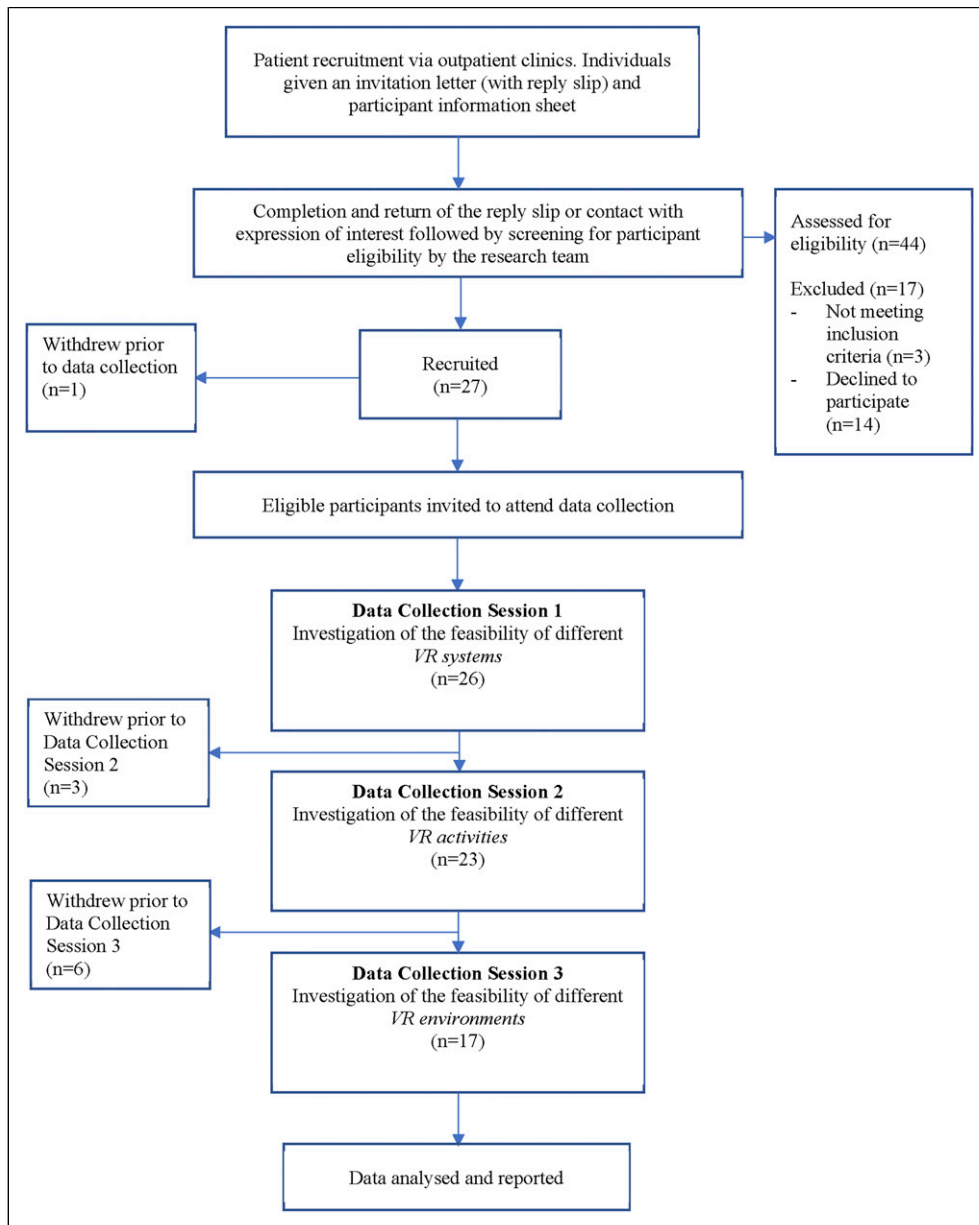 Patient recruitment via outpatient clinics. Individuals
given an invitation letter (with reply slip) and
participant information sheet
Completion and return of the reply slip or contact with
expression of interest followed by screening for participant
eligibility by the research team
Assessed for
eligibility (n=44)
Excluded (n=17)
- Not meeting
inclusion
criteria (n=3)
- Declined to
participate
(n=14)
Withdrew prior
to data collection
(n=1)
Recruited
(n=27)
Eligible participants invited to attend data collection
Data Collection Session 1
Investigation of the feasibility of different
VR systems
(n=26)
Withdrew prior to
Data Collection
Session 2
(n=3)
Data Collection Session 2
Investigation of the feasibility of different
VR activities
(n=23)
Withdrew prior to
Data Collection
Session 3
(n=6)
Data Collection Session 3
Investigation of the feasibility of different
VR environments
(n=17)
Data analysed and reported